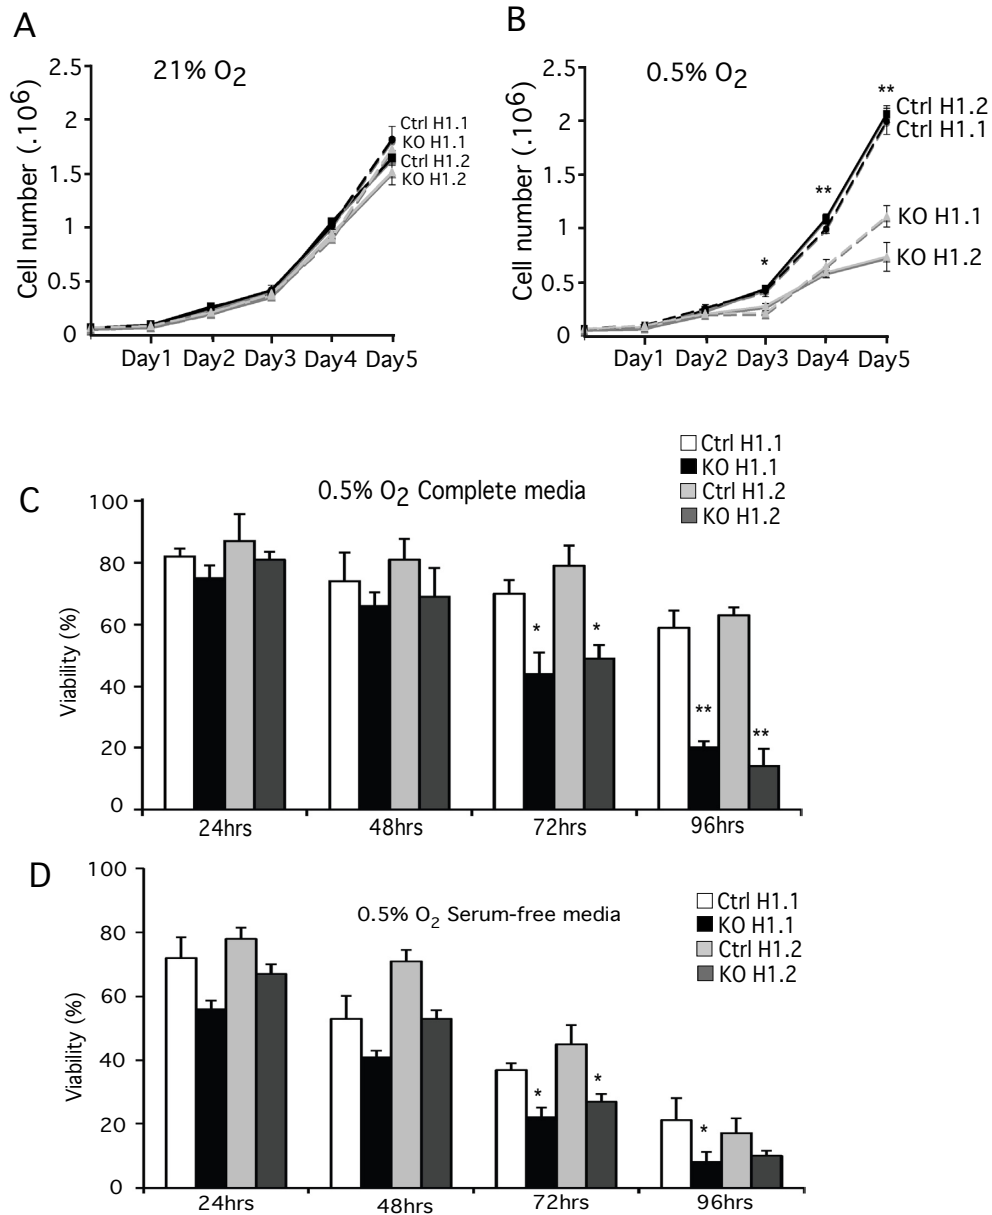 A
21% O2
Cell number (.10⁶)
2.5
2
1.5
1
0.5
0
Day1 Day2 Day3 Day4 Day5
Ctrl H1.1
KO H1.1
Ctrl H1.2
KO H1.2
B
0.5% O2
Cell number (.10⁶)
2.5
2
1.5
1
0.5
0
Day1 Day2 Day3 Day4 Day5
*
**
**
Ctrl H1.2
Ctrl H1.1
KO H1.1
KO H1.2
C
0.5% O2 Complete media
Ctrl H1.1
KO H1.1
Ctrl H1.2
KO H1.2
Viability (%)
100
80
60
40
20
0
* *
** **
24hrs 48hrs 72hrs 96hrs
D
0.5% O2 Serum-free media
Ctrl H1.1
KO H1.1
Ctrl H1.2
KO H1.2
Viability (%)
100
80
60
40
20
0
* *
*
24hrs 48hrs 72hrs 96hrs